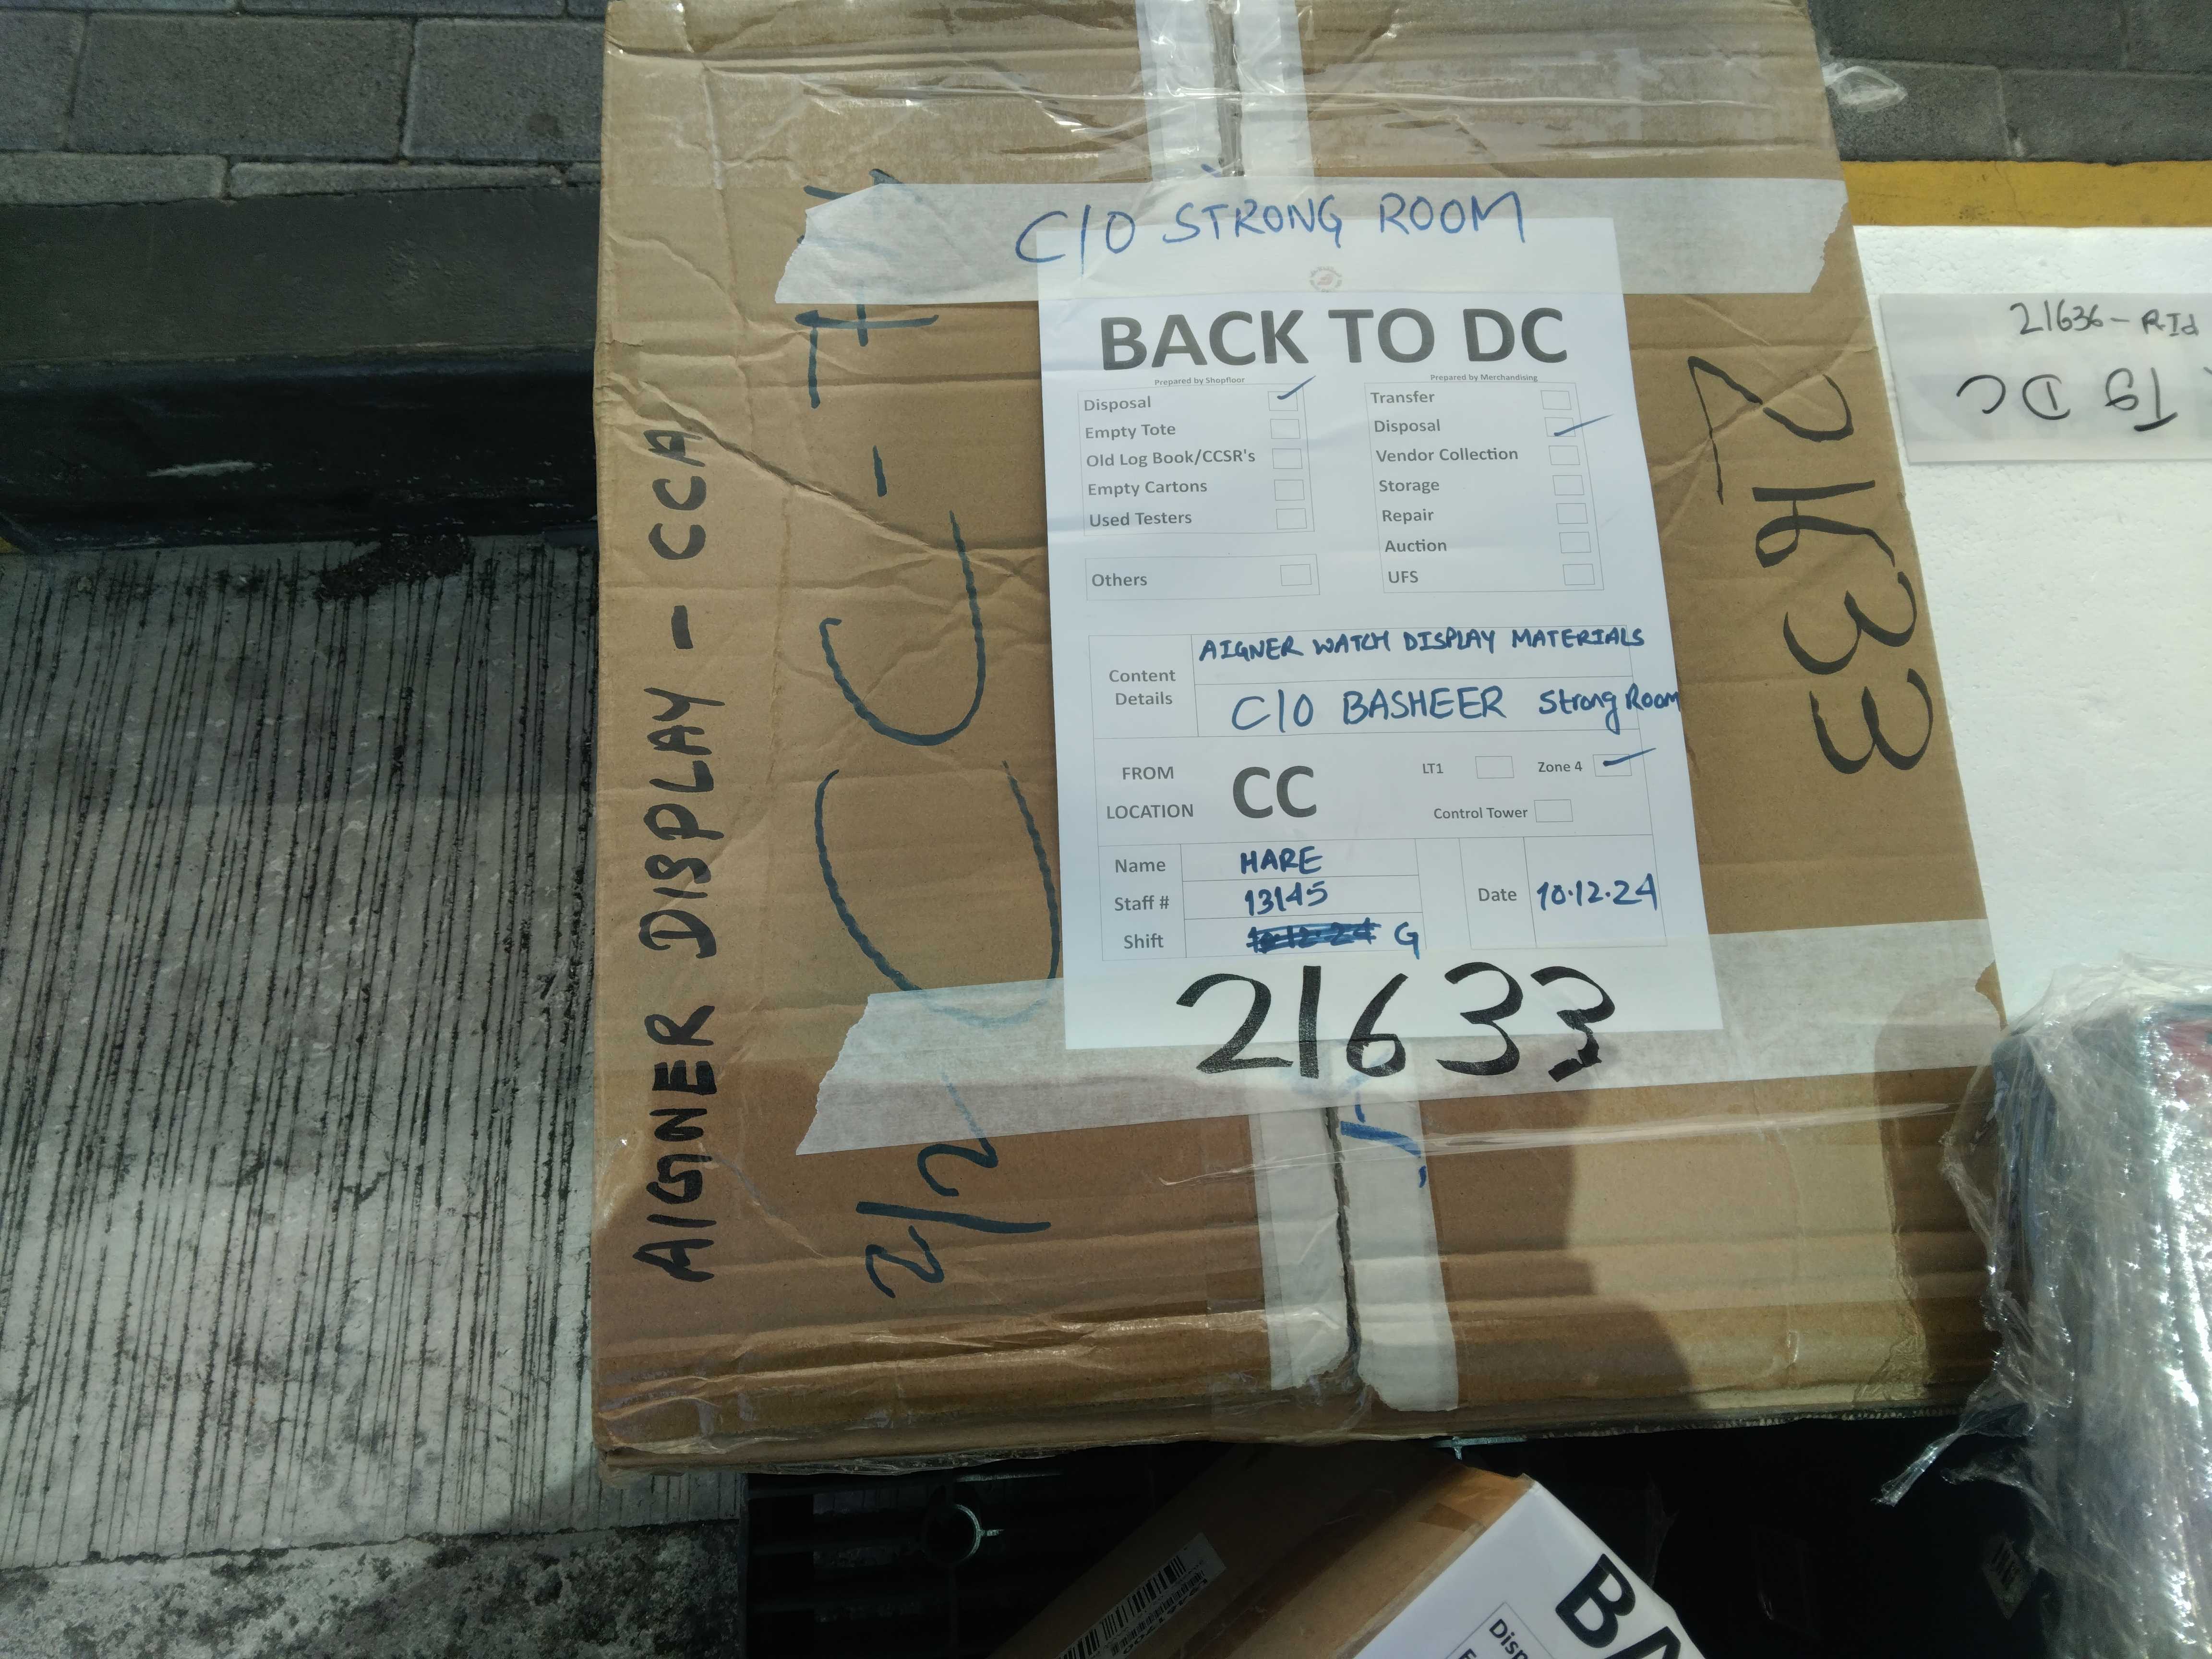 C/O STRONG ROOM
BACK TO DC
Prepared by Shopfloor
Disposal
Empty Tote
Old Log Book/CCSR's
Empty Cartons
Used Testers
Others
Prepared by Merchandising
Transfer
Disposal
Vendor Collection
Storage
Repair
Auction
UFS
Content Details
AIGNER WATCH DISPLAY MATERIALS
C/O BASHEER Strong Room
FROM LOCATION
CC
LT1
Zone 4
Control Tower
Name HARE
Staff # 13145
Shift G
Date 10.12.24
21633
AIGNER DISPLAY - CCA
2/2
21633
21636-
DC
BA